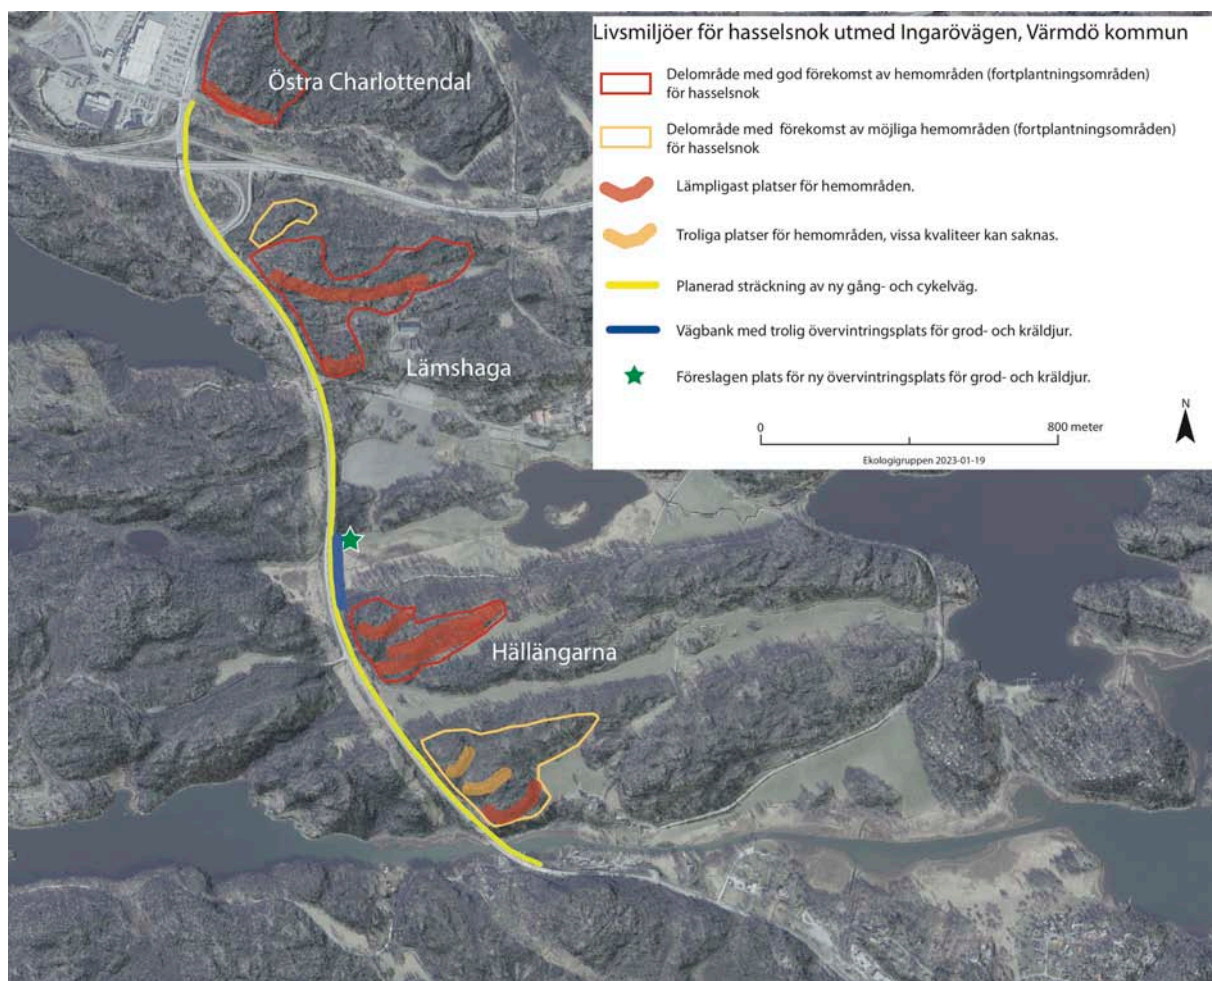 Livsmiljöer för hasselsnok utmed Ingarövägen, Värmdö kommun
Delområde med god förekomst av hemområden (fortplantningsområden)
för hasselsnok
Delområde med förekomst av möjliga hemområden (fortplantningsområden)
för hasselsnok
Lämpligast platser för hemområden.
Troliga platser för hemområden, vissa kvaliteer kan saknas.
Planerad sträckning av ny gång- och cykelväg.
Vägbank med trolig övervintringsplats för grod- och kräldjur.
Föreslagen plats för ny övervintringsplats för grod- och kräldjur.
N
0 800 meter
Ekologigruppen 2023-01-19
Östra Charlottendal
Lämshaga
Hällängarna